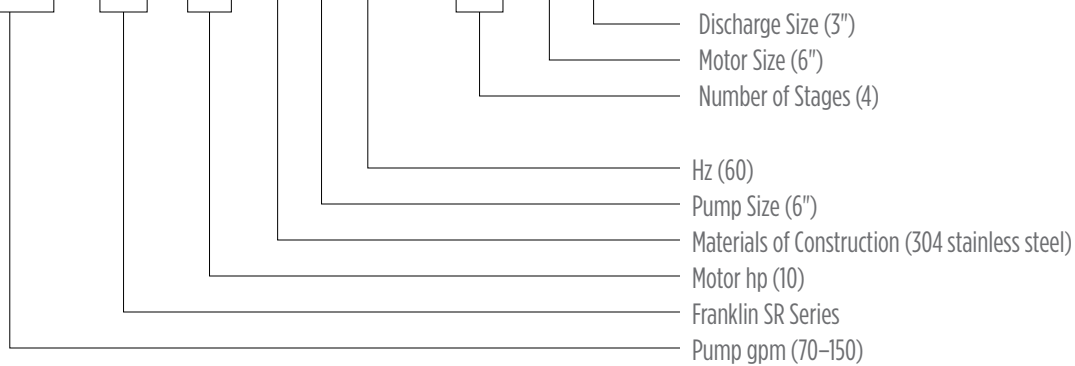 Discharge Size (3")
Motor Size (6")
Number of Stages (4)
Hz (60)
Pump Size (6")
Materials of Construction (304 stainless steel)
Motor hp (10)
Franklin SR Series
Pump gpm (70–150)